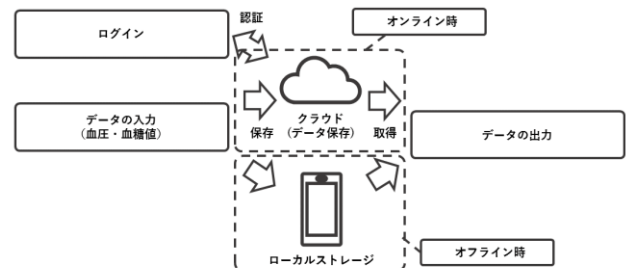 認証
ログイン
オンライン時
データの入力
(血圧・血糖値)
保存
クラウド
(データ保存)
取得
データの出力
ローカルストレージ
オフライン時